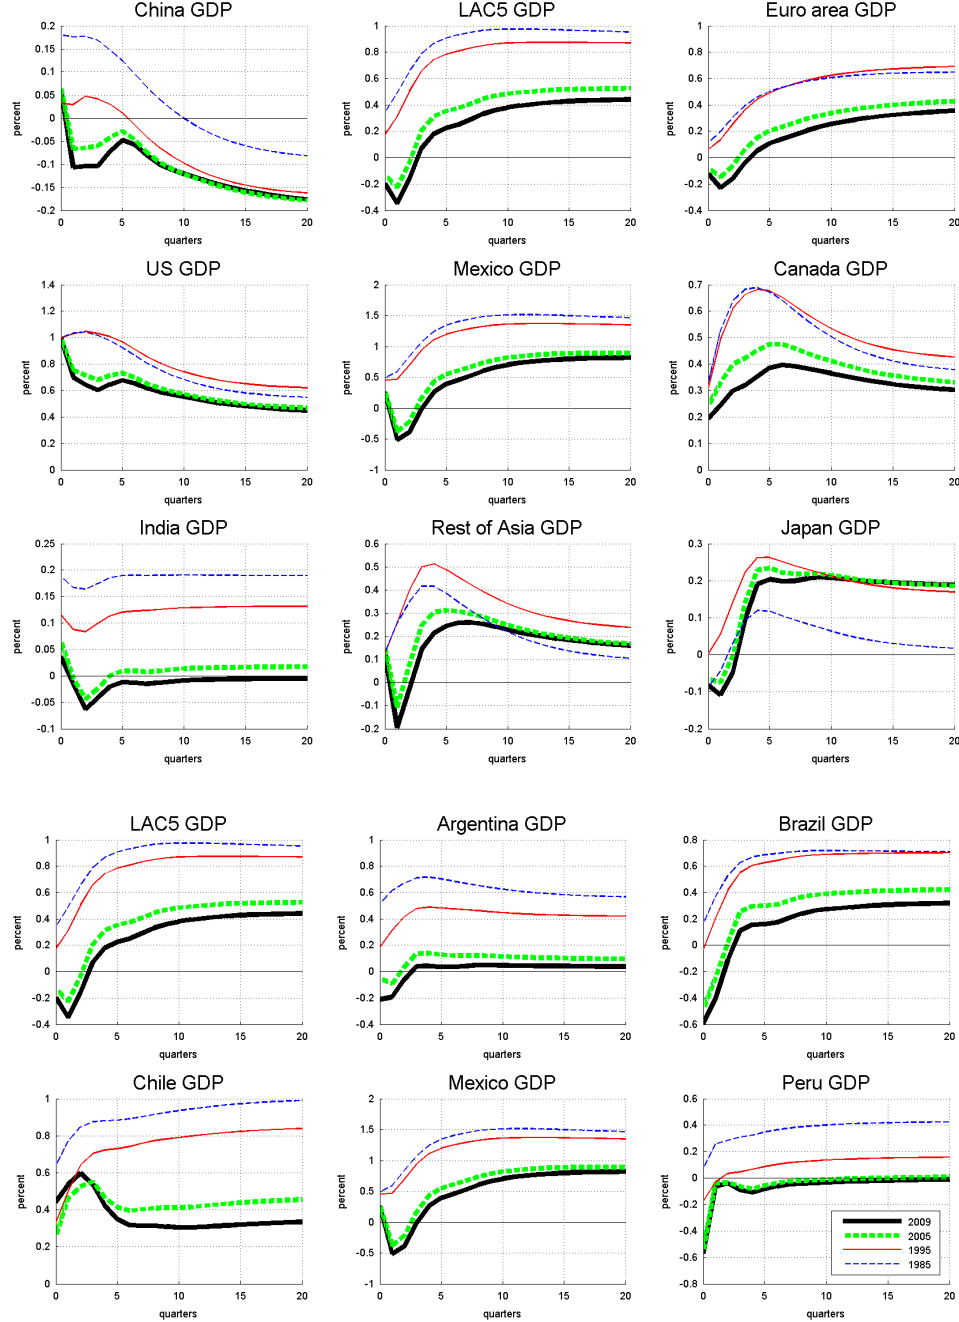 China GDP
LAC5 GDP
Euro area GDP
0.2
0.15
0.1
0.05
0
-0.05
-0.1
-0.15
-0.2
percent
0 5 10 15 20
quarters
1
0.8
0.6
0.4
0.2
0
-0.2
-0.4
percent
0 5 10 15 20
quarters
1
0.8
0.6
0.4
0.2
0
-0.2
-0.4
percent
0 5 10 15 20
quarters
US GDP
Mexico GDP
Canada GDP
1.4
1.2
1
0.8
0.6
0.4
0.2
0
percent
0 5 10 15 20
quarters
2
1.5
1
0.5
0
-0.5
-1
percent
0 5 10 15 20
quarters
0.7
0.6
0.5
0.4
0.3
0.2
0.1
0
percent
0 5 10 15 20
quarters
India GDP
Rest of Asia GDP
Japan GDP
0.25
0.2
0.15
0.1
0.05
0
-0.05
-0.1
percent
0 5 10 15 20
quarters
0.6
0.5
0.4
0.3
0.2
0.1
0
-0.1
-0.2
percent
0 5 10 15 20
quarters
0.3
0.2
0.1
0
-0.1
-0.2
percent
0 5 10 15 20
quarters
LAC5 GDP
Argentina GDP
Brazil GDP
1
0.8
0.6
0.4
0.2
0
-0.2
-0.4
percent
0 5 10 15 20
quarters
1
0.8
0.6
0.4
0.2
0
-0.2
-0.4
percent
0 5 10 15 20
quarters
0.8
0.6
0.4
0.2
0
-0.2
-0.4
-0.6
percent
0 5 10 15 20
quarters
Chile GDP
Mexico GDP
Peru GDP
1
0.8
0.6
0.4
0.2
0
percent
0 5 10 15 20
quarters
2
1.5
1
0.5
0
-0.5
-1
percent
0 5 10 15 20
quarters
0.6
0.4
0.2
0
-0.2
-0.4
-0.6
-0.8
percent
0 5 10 15 20
quarters
2009
2005
1995
1985